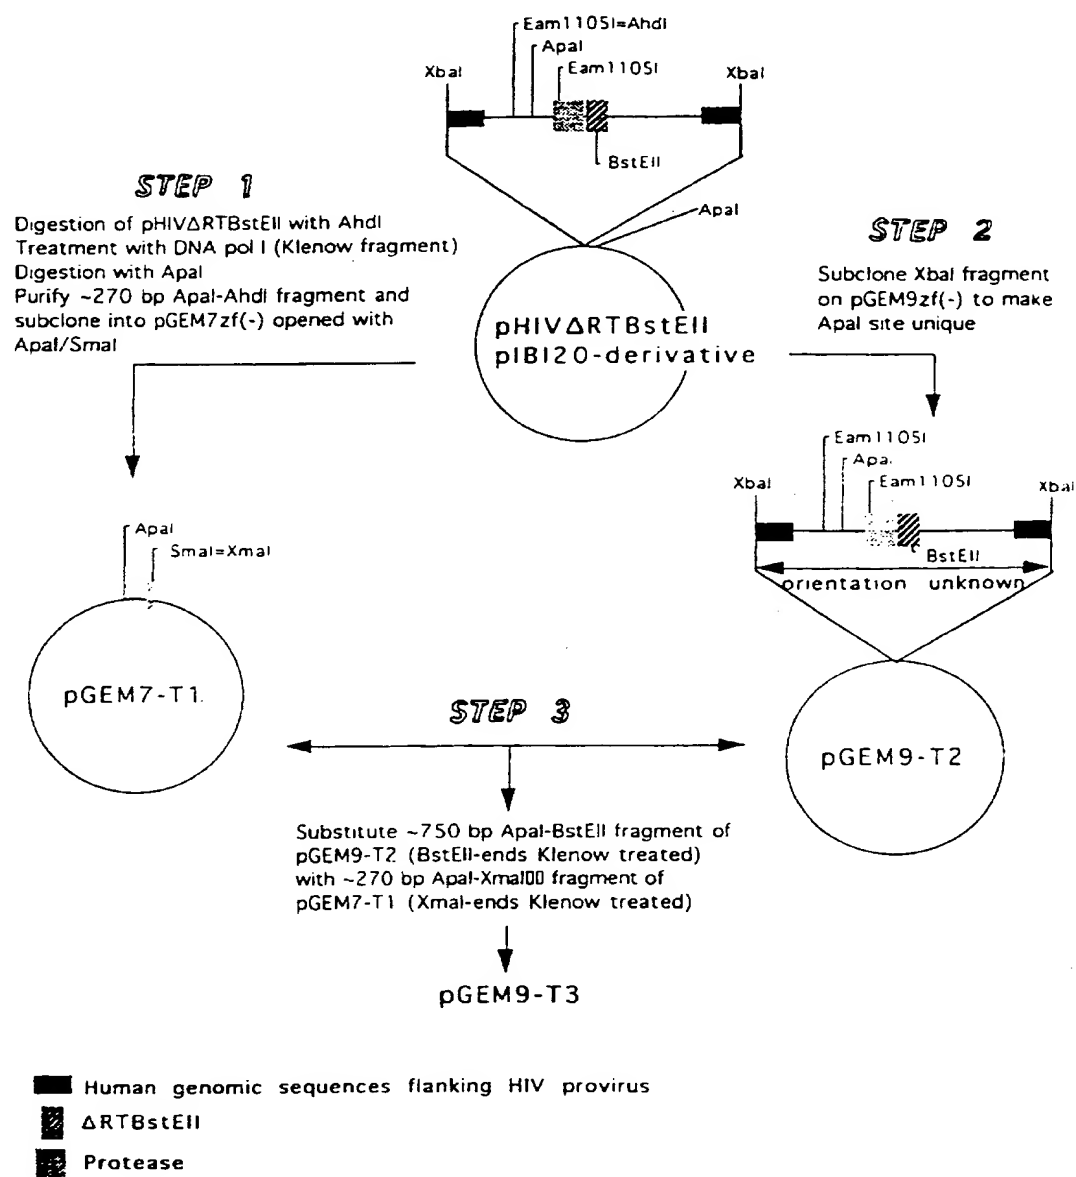 Eam1105I=AhdI
ApaI
XbaI
Eam1105I
XbaI
BstEII
ApaI
STEP 1
Digestion of pHIVΔRTBstEII with AhdI
Treatment with DNA pol I (Klenow fragment)
Digestion with ApaI
Purify ~270 bp ApaI-AhdI fragment and
subclone into pGEM7zf(-) opened with
ApaI/SmaI
pHIVΔRTBstEII
pIBI20-derivative
STEP 2
Subclone XbaI fragment
on pGEM9zf(-) to make
ApaI site unique
Eam1105I
Apa
XbaI
Eam1105I
XbaI
BstEII
orientation unknown
ApaI
SmaI=XmaI
pGEM7-T1
pGEM9-T2
STEP 3
Substitute ~750 bp ApaI-BstEII fragment of
pGEM9-T2 (BstEII-ends Klenow treated)
with ~270 bp ApaI-XmaI fragment of
pGEM7-T1 (XmaI-ends Klenow treated)
pGEM9-T3
Human genomic sequences flanking HIV provirus
ΔRTBstEII
Protease